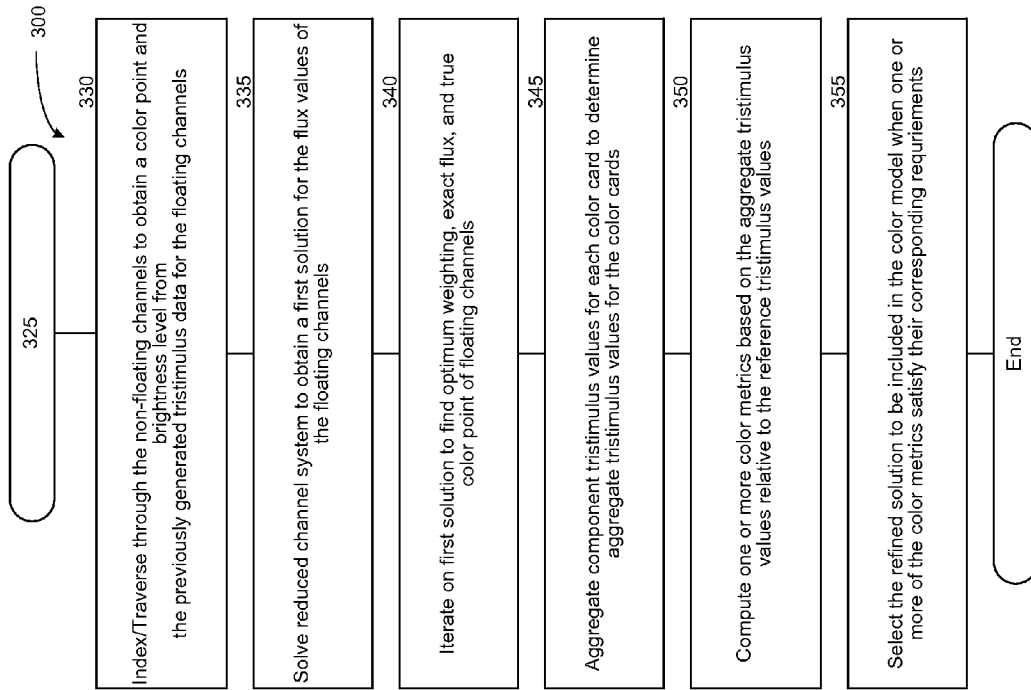 300
325
330
Index/Traverse through the non-floating channels to obtain a color point and
brightness level from
the previously generated tristimulus data for the floating channels
335
Solve reduced channel system to obtain a first solution for the flux values of
the floating channels
340
Iterate on first solution to find optimum weighting, exact flux, and true
color point of floating channels
345
Aggregate component tristimulus values for each color card to determine
aggregate tristimulus values for the color cards
350
Compute one or more color metrics based on the aggregate tristimulus
values relative to the reference tristimulus values
355
Select the refined solution to be included in the color model when one or
more of the color metrics satisfy their corresponding requriements
End